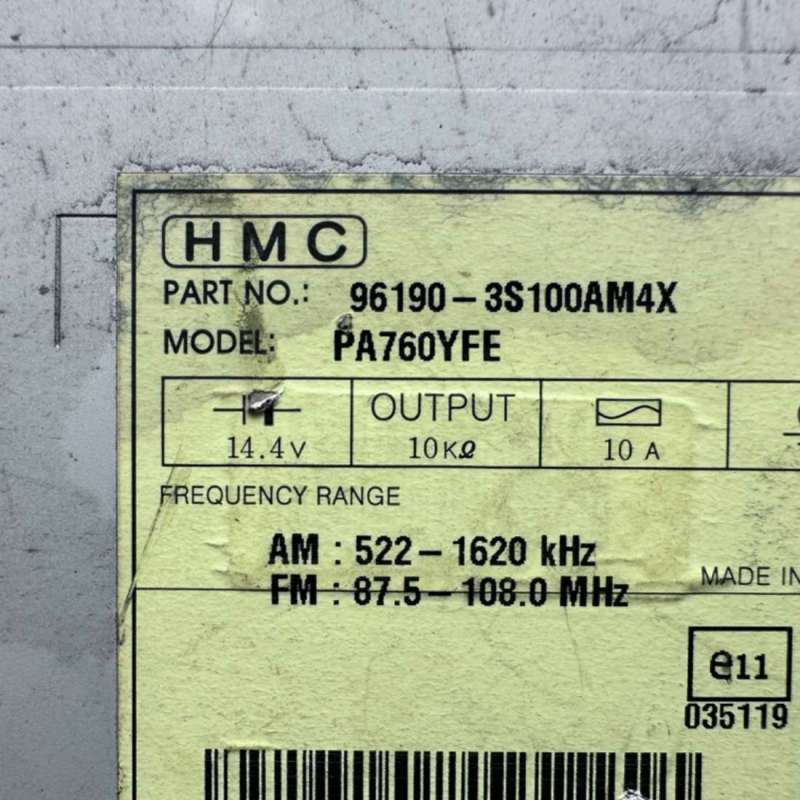 HMC
PART NO.: 96190-3S100AM4X
MODEL: PA760YFE
OUTPUT
14.4V 10KΩ 10 A
FREQUENCY RANGE
AM : 522-1620 kHz
MADE IN
FM : 87.5-108.0 MHz
e11
035119